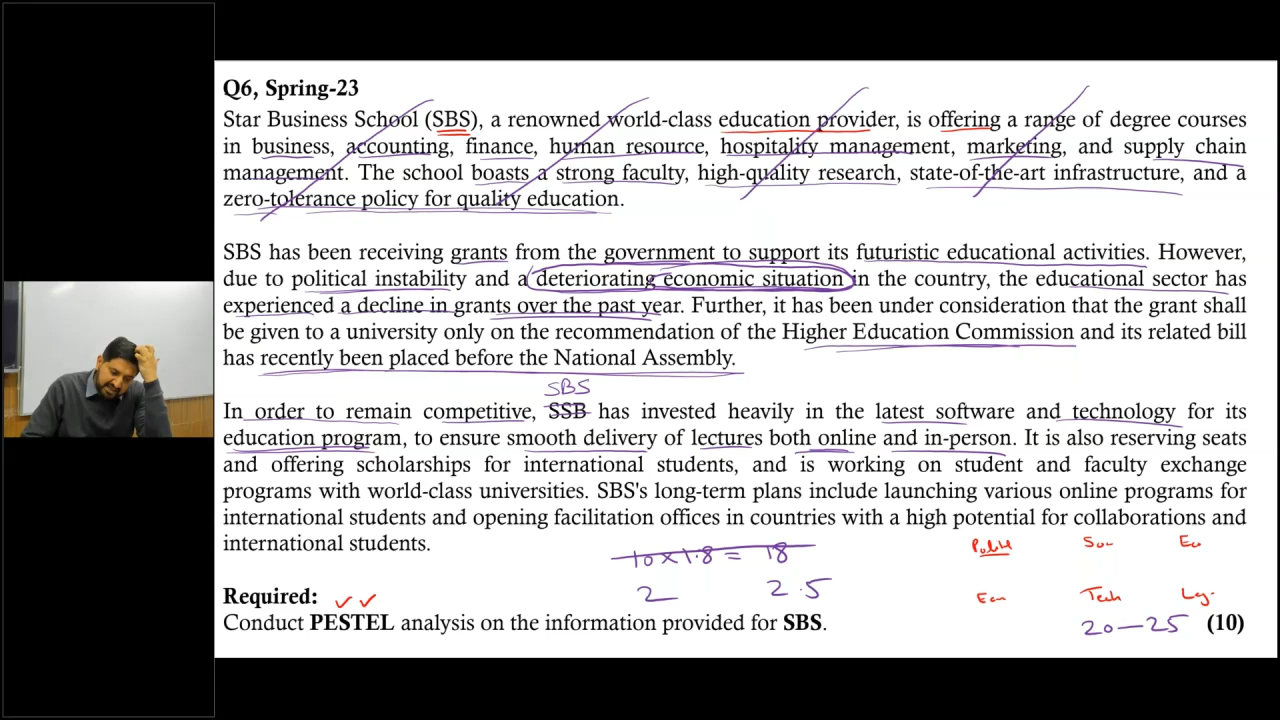 Q6, Spring-23
Star Business School (SBS), a renowned world-class education provider, is offering a range of degree courses
in business, accounting, finance, human resource, hospitality management, marketing, and supply chain
management. The school boasts a strong faculty, high-quality research, state-of-the-art infrastructure, and a
zero-tolerance policy for quality education.
SBS has been receiving grants from the government to support its futuristic educational activities. However,
due to political instability and a deteriorating economic situation in the country, the educational sector has
experienced a decline in grants over the past year. Further, it has been under consideration that the grant shall
be given to a university only on the recommendation of the Higher Education Commission and its related bill
has recently been placed before the National Assembly.
SBS
In order to remain competitive, SSB has invested heavily in the latest software and technology for its
education program, to ensure smooth delivery of lectures both online and in-person. It is also reserving seats
and offering scholarships for international students, and is working on student and faculty exchange
programs with world-class universities. SBS's long-term plans include launching various online programs for
international students and opening facilitation offices in countries with a high potential for collaborations and
international students.
10 x 1.8 = 18
2 2.5
Required:
Tech
Conduct PESTEL analysis on the information provided for SBS.
20-25 (10)